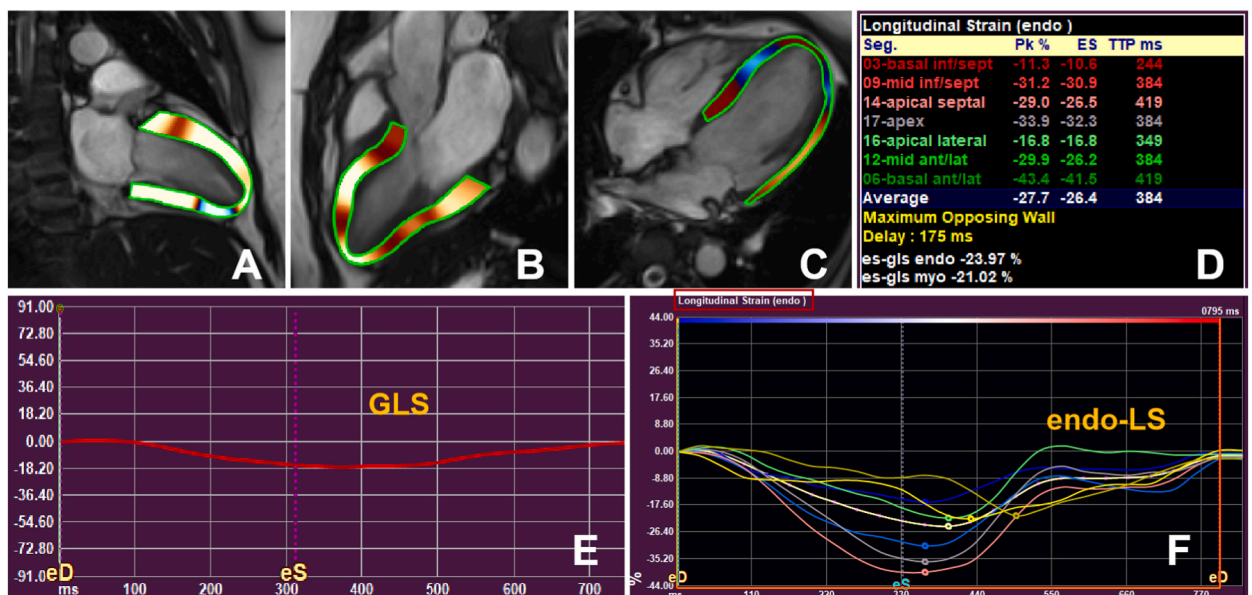 A
B
C
D
Longitudinal Strain (endo )
Seg. Pk % ES TTP ms
03-basal inf/sept -11.3 -10.6 244
09-mid inf/sept -31.2 -30.9 384
14-apical septal -29.0 -26.5 419
17-apex -33.9 -32.3 384
16-apical lateral -16.8 -16.8 349
12-mid ant/lat -29.9 -26.2 384
06-basal ant/lat -43.4 -41.5 419
Average -27.7 -26.4 384
Maximum Opposing Wall
Delay : 175 ms
es-gls endo -23.97 %
es-gls myo -21.02 %
91.00
72.80
54.60
36.40
18.20
0.00
-18.20
-36.40
-54.60
-72.80
-91.00
GLS
E
eD
eS
ms 100 200 300 400 500 600 700
Longitudinal Strain (endo )
0795 ms
44.00
35.20
26.40
17.60
8.80
0.00
-8.80
-17.60
-26.40
-35.20
-44.00
endo-LS
F
%
eD
eS
eD
ms 110 220 330 440 550 660 770